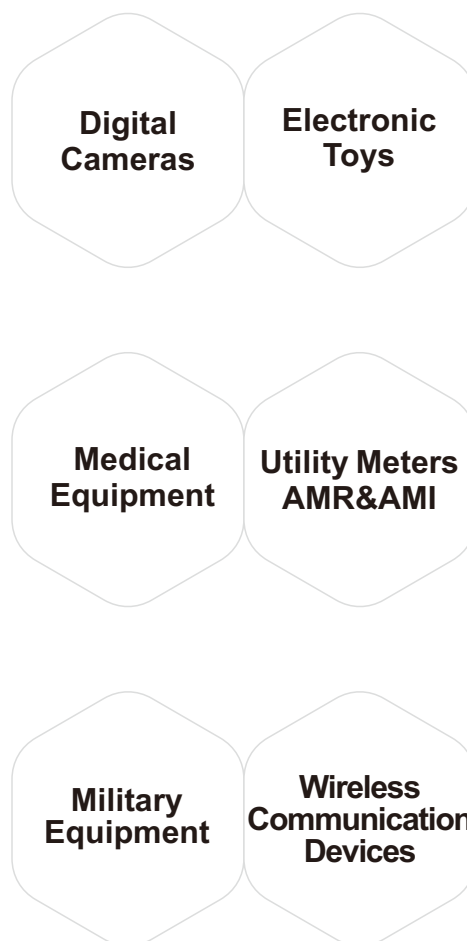 Digital
Cameras
Electronic
Toys
Medical
Equipment
Utility Meters
AMR&AMI
Military
Equipment
Wireless
Communication
Devices